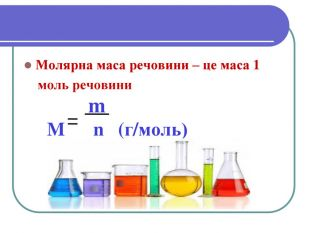 Молярна маса речовини – це маса 1
моль речовини
m
M = n (г/моль)